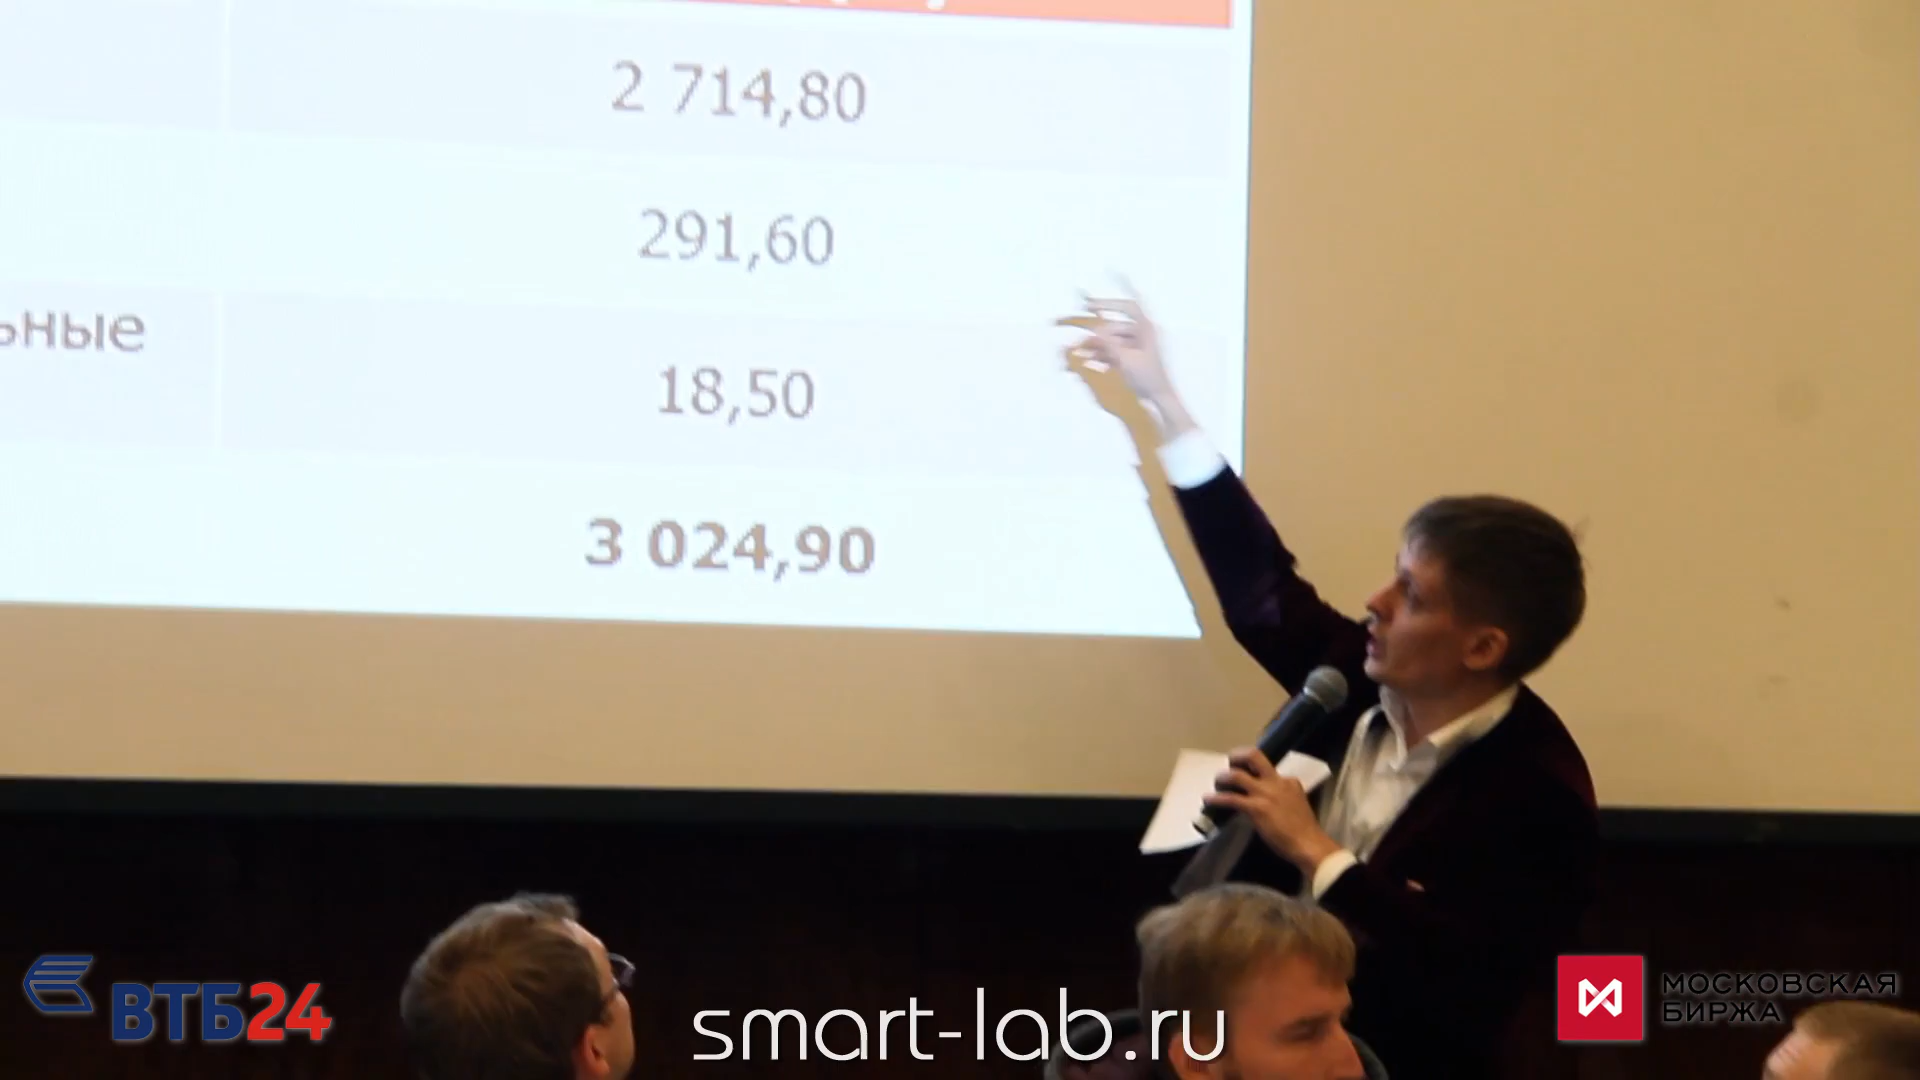 2 714,80
291,60
ьные
18,50
3 024,90
ВТБ24
smart-lab.ru
МОСКОВСКАЯ
БИРЖА